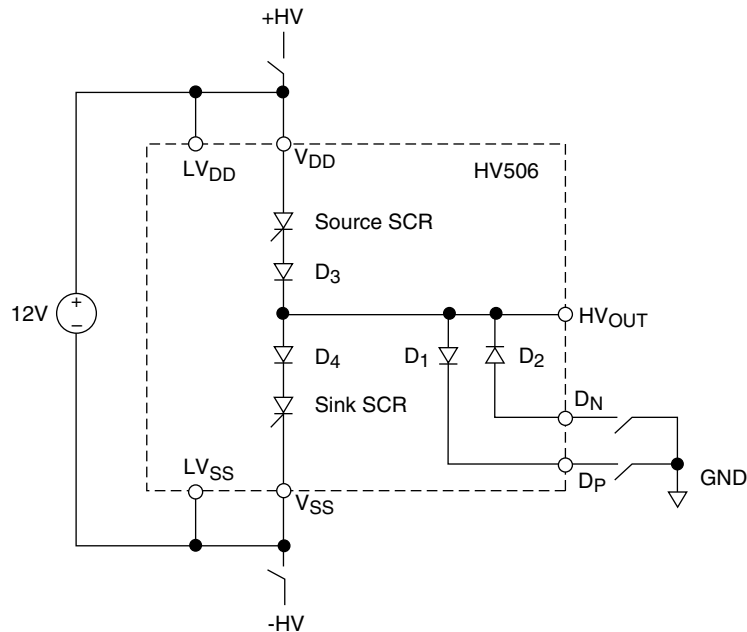 +HV
LVDD
VDD
HV506
Source SCR
D3
12V
+
−
HVOUT
D4
D1
D2
Sink SCR
DN
LVSS
VSS
DP
GND
-HV